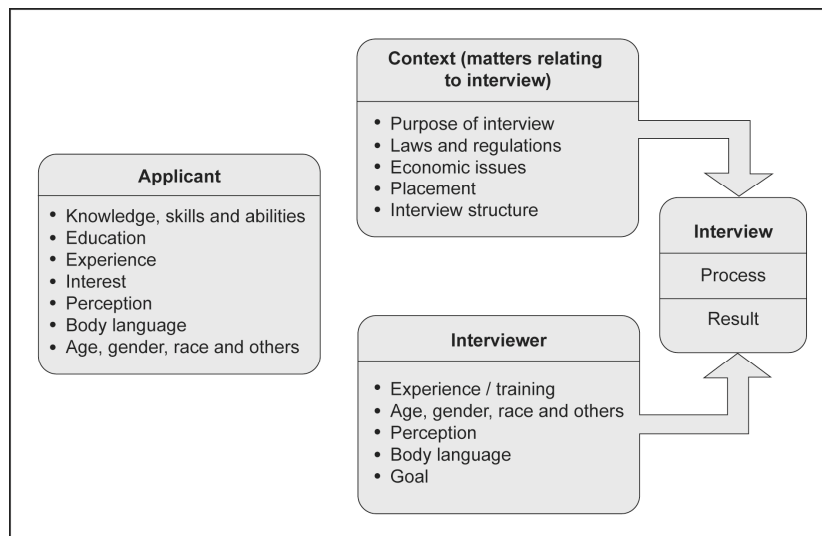 Applicant
• Knowledge, skills and abilities
• Education
• Experience
• Interest
• Perception
• Body language
• Age, gender, race and others
Context (matters relating
to interview)
• Purpose of interview
• Laws and regulations
• Economic issues
• Placement
• Interview structure
Interviewer
• Experience / training
• Age, gender, race and others
• Perception
• Body language
• Goal
Interview
Process
Result